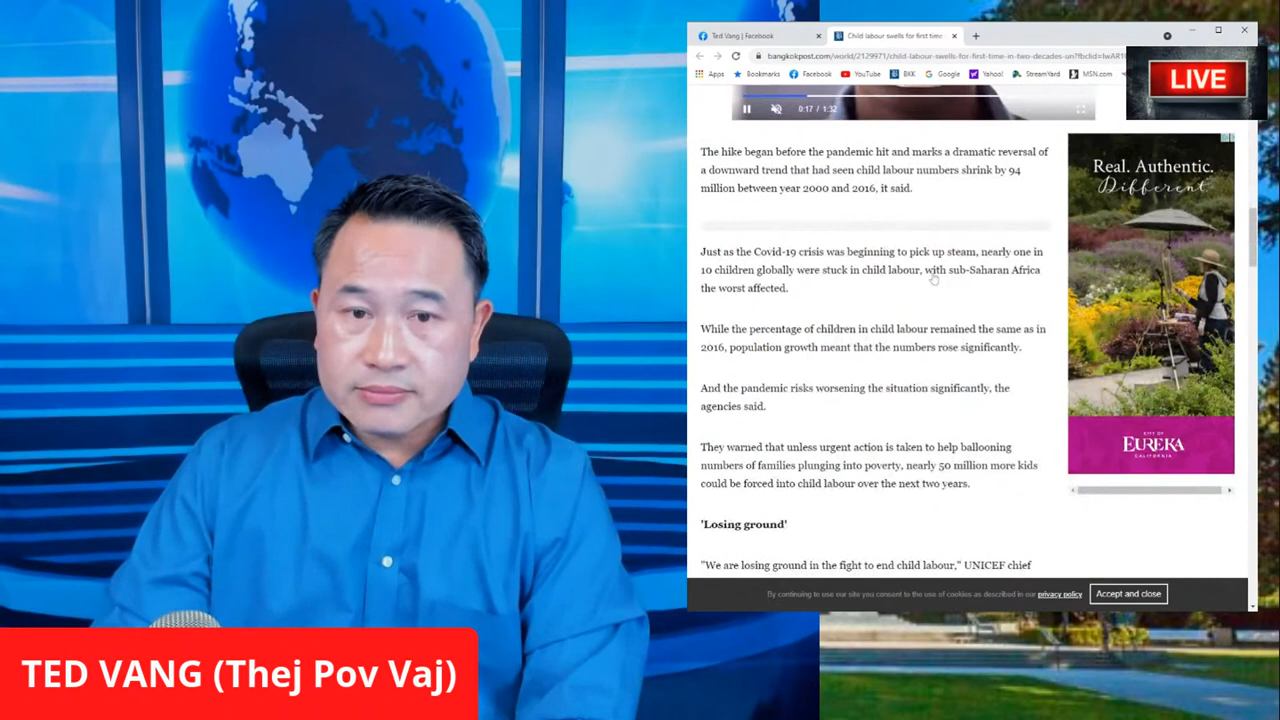 Ted Vang | Facebook
Child labour swells for first time
bangkokpost.com/world/2129971/child-labour-swells-for-first-time-in-two-decades-un?fbclid=IwAR1
Apps Bookmarks Facebook YouTube BKK Google Yahoo! StreamYard MSN.com
LIVE
0:17 / 1:32
The hike began before the pandemic hit and marks a dramatic reversal of
a downward trend that had seen child labour numbers shrink by 94
million between year 2000 and 2016, it said.
Just as the Covid-19 crisis was beginning to pick up steam, nearly one in
10 children globally were stuck in child labour, with sub-Saharan Africa
the worst affected.
While the percentage of children in child labour remained the same as in
2016, population growth meant that the numbers rose significantly.
And the pandemic risks worsening the situation significantly, the
agencies said.
They warned that unless urgent action is taken to help ballooning
numbers of families plunging into poverty, nearly 50 million more kids
could be forced into child labour over the next two years.
'Losing ground'
"We are losing ground in the fight to end child labour," UNICEF chief
Real. Authentic.
Different.
CITY OF
EUREKA
CALIFORNIA
By continuing to use our site you consent to the use of cookies as described in our privacy policy
Accept and close
TED VANG (Thej Pov Vaj)